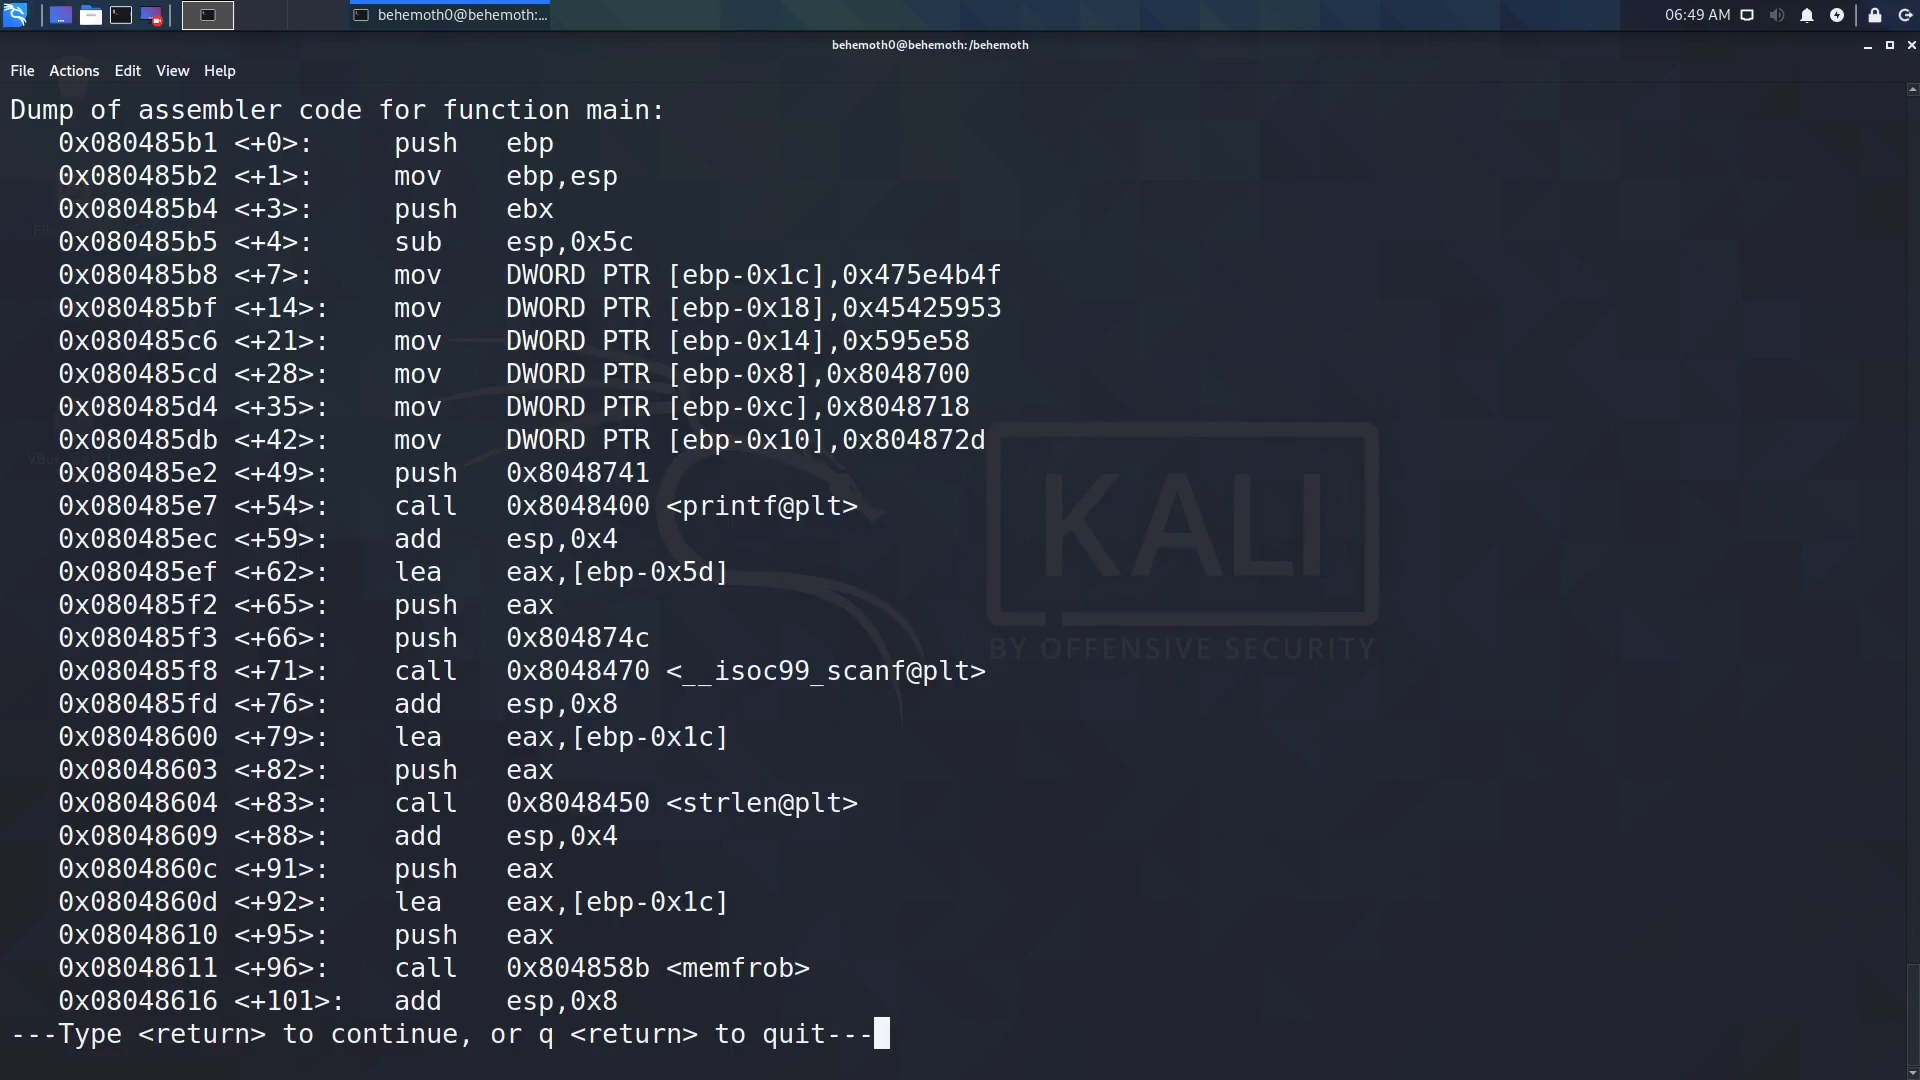 behemoth0@behemoth:...
06:49 AM
behemoth0@behemoth: /behemoth
File Actions Edit View Help
Dump of assembler code for function main:
0x080485b1 <+0>: push ebp
0x080485b2 <+1>: mov ebp,esp
0x080485b4 <+3>: push ebx
0x080485b5 <+4>: sub esp,0x5c
0x080485b8 <+7>: mov DWORD PTR [ebp-0x1c],0x475e4b4f
0x080485bf <+14>: mov DWORD PTR [ebp-0x18],0x45425953
0x080485c6 <+21>: mov DWORD PTR [ebp-0x14],0x595e58
0x080485cd <+28>: mov DWORD PTR [ebp-0x8],0x8048700
0x080485d4 <+35>: mov DWORD PTR [ebp-0xc],0x8048718
0x080485db <+42>: mov DWORD PTR [ebp-0x10],0x804872d
0x080485e2 <+49>: push 0x8048741
0x080485e7 <+54>: call 0x8048400 <printf@plt>
0x080485ec <+59>: add esp,0x4
0x080485ef <+62>: lea eax,[ebp-0x5d]
0x080485f2 <+65>: push eax
0x080485f3 <+66>: push 0x804874c
0x080485f8 <+71>: call 0x8048470 <__isoc99_scanf@plt>
0x080485fd <+76>: add esp,0x8
0x08048600 <+79>: lea eax,[ebp-0x1c]
0x08048603 <+82>: push eax
0x08048604 <+83>: call 0x8048450 <strlen@plt>
0x08048609 <+88>: add esp,0x4
0x0804860c <+91>: push eax
0x0804860d <+92>: lea eax,[ebp-0x1c]
0x08048610 <+95>: push eax
0x08048611 <+96>: call 0x804858b <memfrob>
0x08048616 <+101>: add esp,0x8
---Type <return> to continue, or q <return> to quit---
KALI
BY OFFENSIVE SECURITY